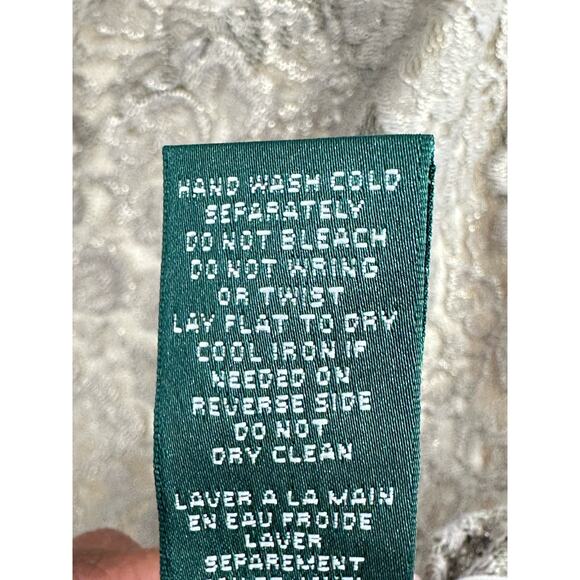 HAND WASH COLD
SEPARATELY
DO NOT BLEACH
DO NOT WRING
OR TWIST
LAY FLAT TO DRY
COOL IRON IF
NEEDED ON
REVERSE SIDE
DO NOT
DRY CLEAN
LAVER A LA MAIN
EN EAU FROIDE
LAVER
SEPAREMENT